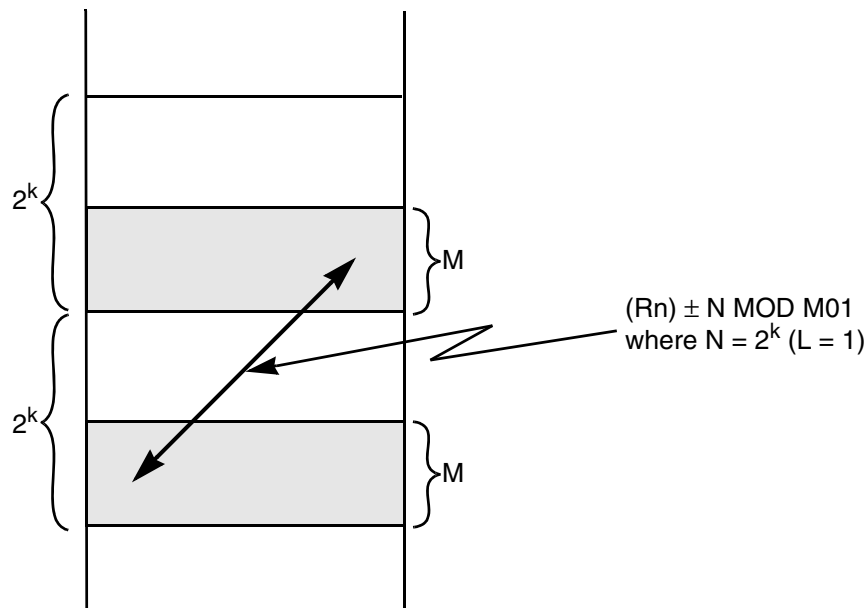 2^k
M
(Rn) ± N MOD M01
where N = 2^k (L = 1)
2^k
M